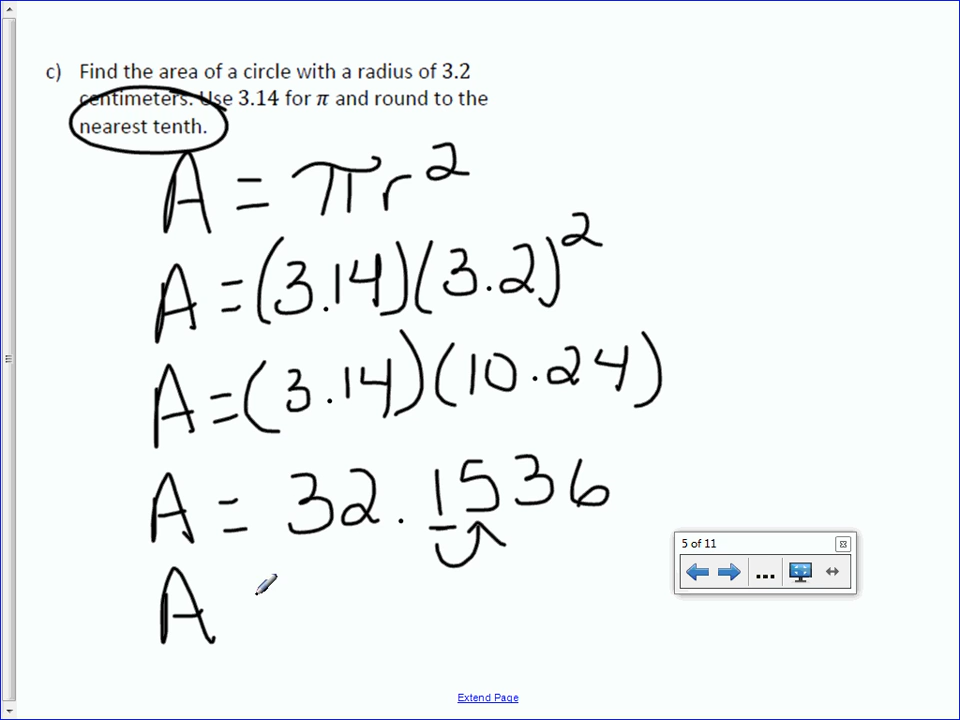 c) Find the area of a circle with a radius of 3.2
centimeters. Use 3.14 for π and round to the
nearest tenth.
A = πr²
A = (3.14)(3.2)²
A = (3.14)(10.24)
A = 32.1536
A
5 of 11
...
Extend Page